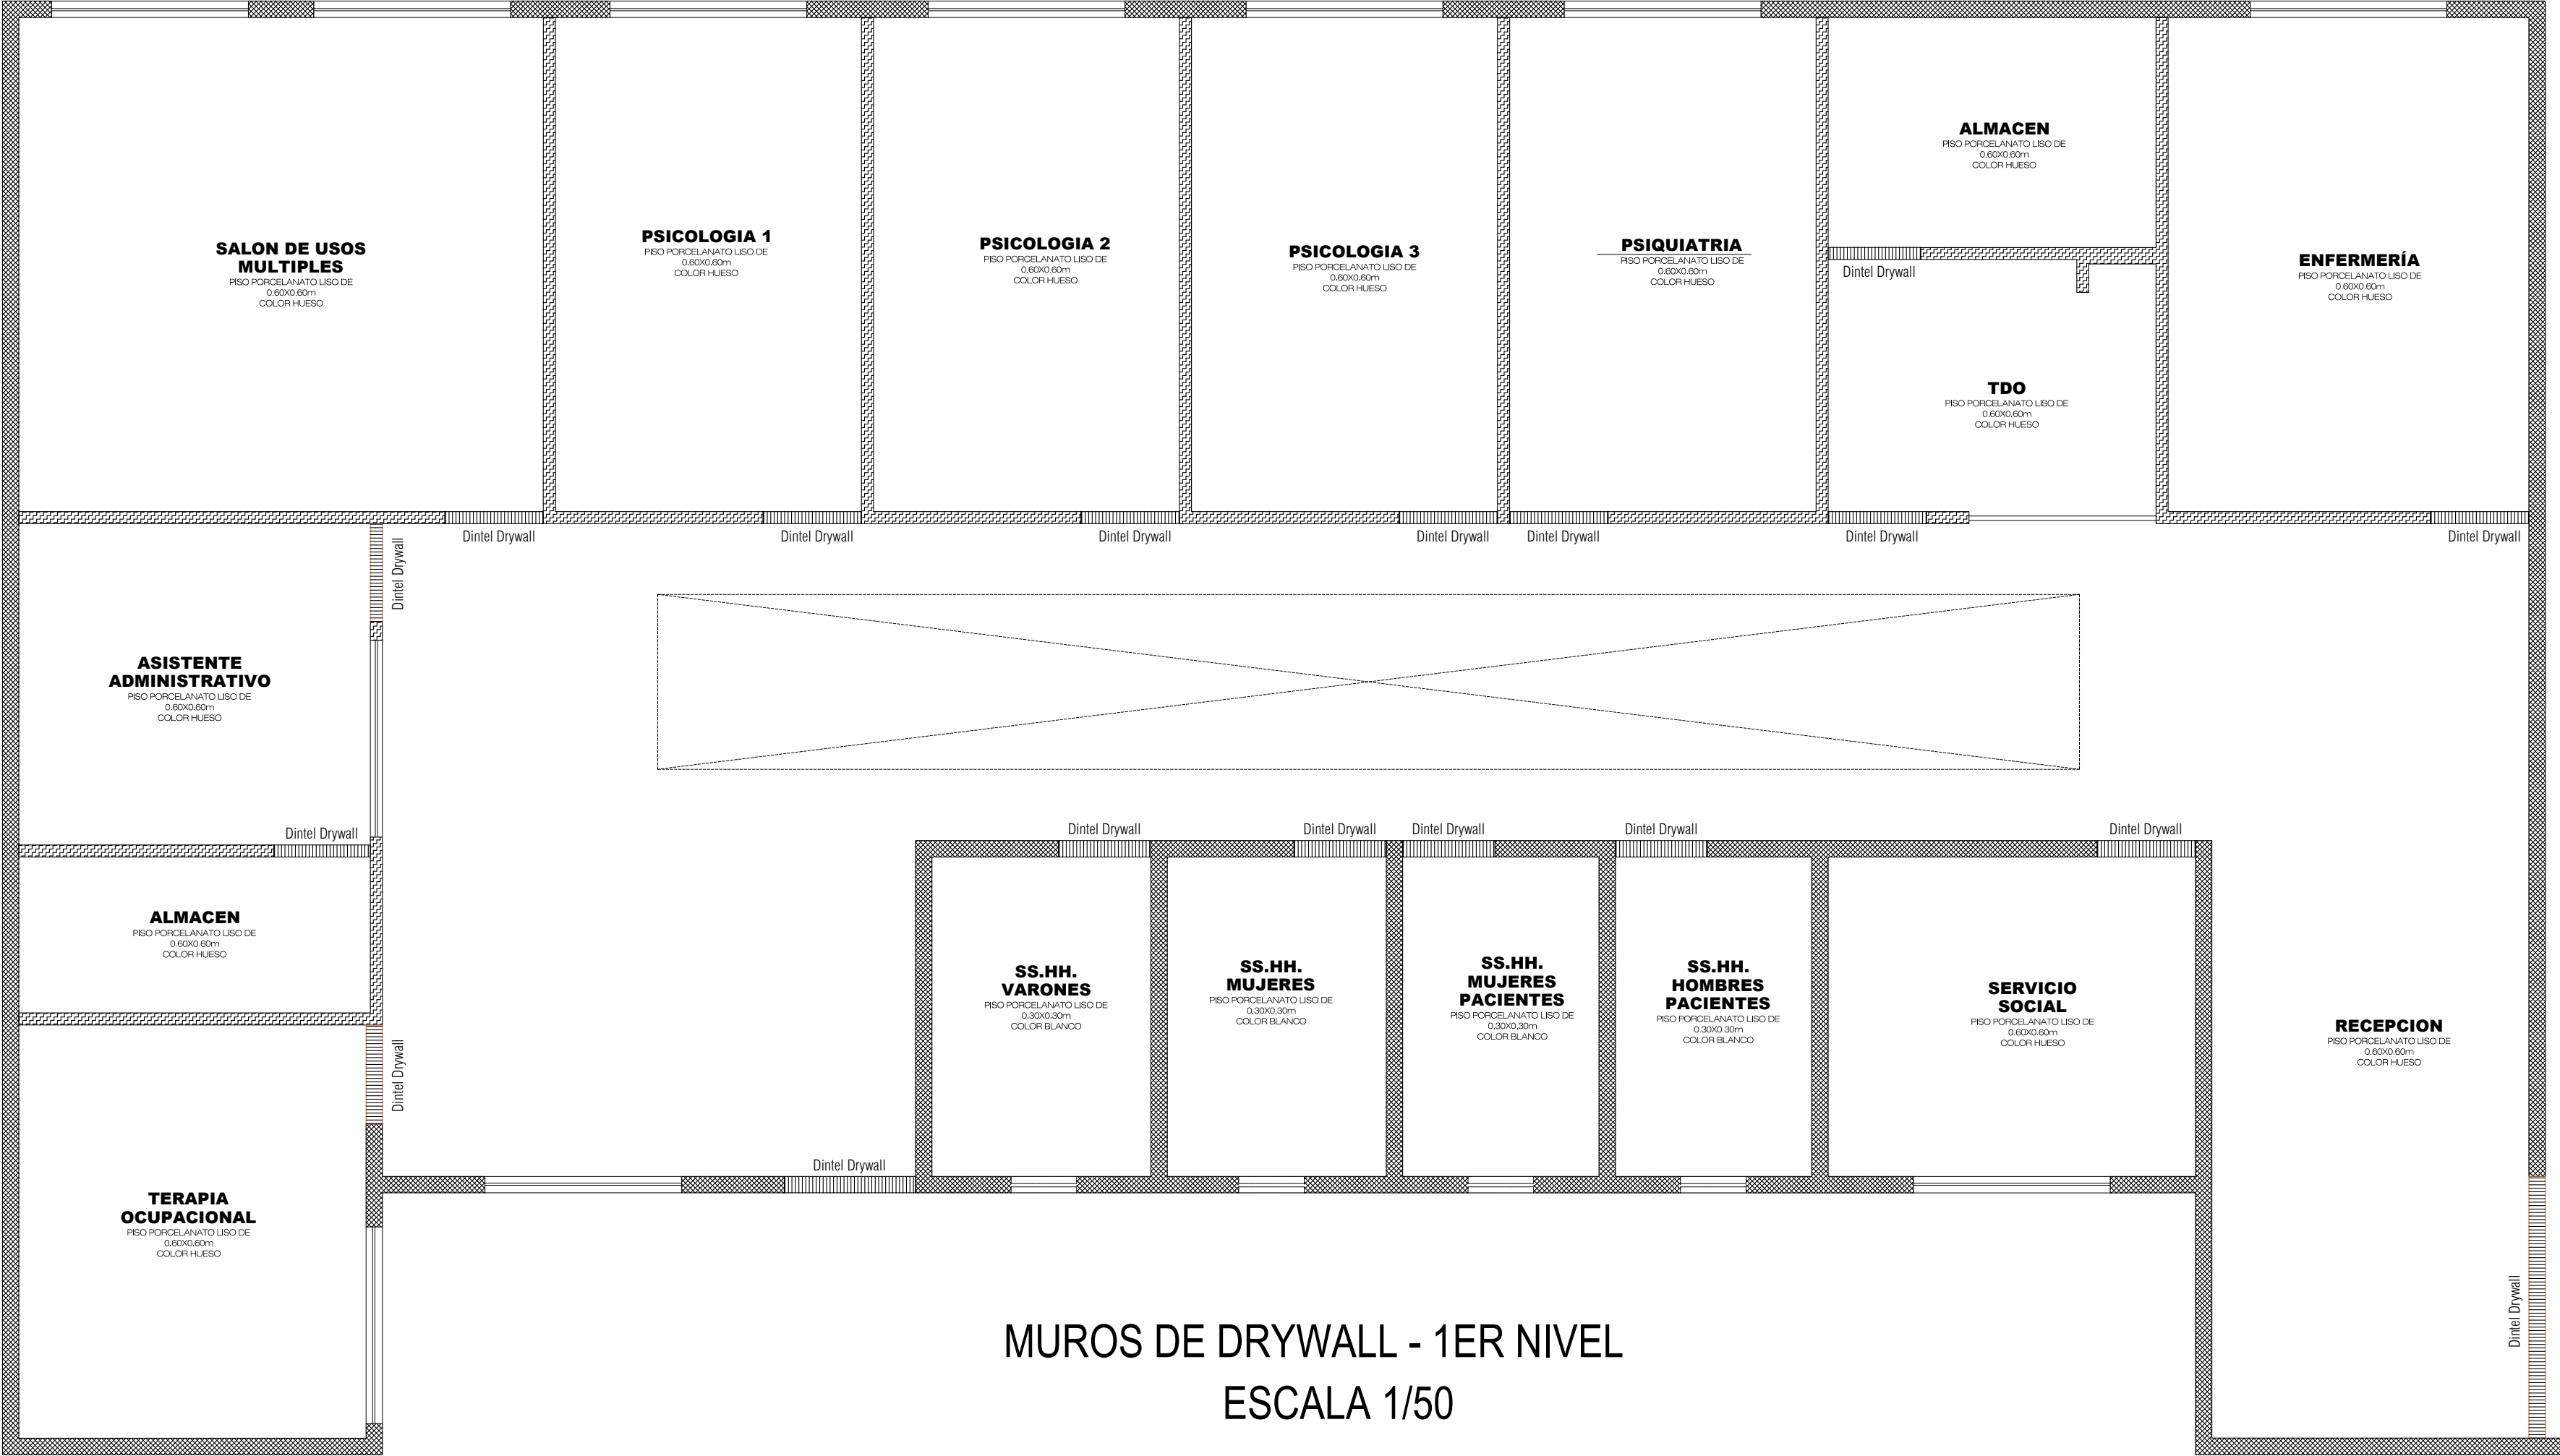 SALON DE USOS
MULTIPLES
PISO PORCELANATO LISO DE
0.60X0.60m
COLOR HUESO
PSICOLOGIA 1
PISO PORCELANATO LISO DE
0.60X0.60m
COLOR HUESO
PSICOLOGIA 2
PISO PORCELANATO LISO DE
0.60X0.60m
COLOR HUESO
PSICOLOGIA 3
PISO PORCELANATO LISO DE
0.60X0.60m
COLOR HUESO
PSIQUIATRIA
PISO PORCELANATO LISO DE
0.60X0.60m
COLOR HUESO
ALMACEN
PISO PORCELANATO LISO DE
0.60X0.60m
COLOR HUESO
Dintel Drywall
TDO
PISO PORCELANATO LISO DE
0.60X0.60m
COLOR HUESO
ENFERMERÍA
PISO PORCELANATO LISO DE
0.60X0.60m
COLOR HUESO
Dintel Drywall
Dintel Drywall
Dintel Drywall
Dintel Drywall
Dintel Drywall
Dintel Drywall
Dintel Drywall
Dintel Drywall
ASISTENTE
ADMINISTRATIVO
PISO PORCELANATO LISO DE
0.60X0.60m
COLOR HUESO
Dintel Drywall
ALMACEN
PISO PORCELANATO LISO DE
0.60X0.60m
COLOR HUESO
Dintel Drywall
Dintel Drywall
Dintel Drywall
Dintel Drywall
Dintel Drywall
SS.HH.
VARONES
PISO PORCELANATO LISO DE
0.30X0.30m
COLOR BLANCO
SS.HH.
MUJERES
PISO PORCELANATO LISO DE
0.30X0.30m
COLOR BLANCO
SS.HH.
MUJERES
PACIENTES
PISO PORCELANATO LISO DE
0.30X0.30m
COLOR BLANCO
SS.HH.
HOMBRES
PACIENTES
PISO PORCELANATO LISO DE
0.30X0.30m
COLOR BLANCO
SERVICIO
SOCIAL
PISO PORCELANATO LISO DE
0.60X0.60m
COLOR HUESO
RECEPCION
PISO PORCELANATO LISO DE
0.60X0.60m
COLOR HUESO
Dintel Drywall
Dintel Drywall
TERAPIA
OCUPACIONAL
PISO PORCELANATO LISO DE
0.60X0.60m
COLOR HUESO
Dintel Drywall
MUROS DE DRYWALL - 1ER NIVEL
ESCALA 1/50